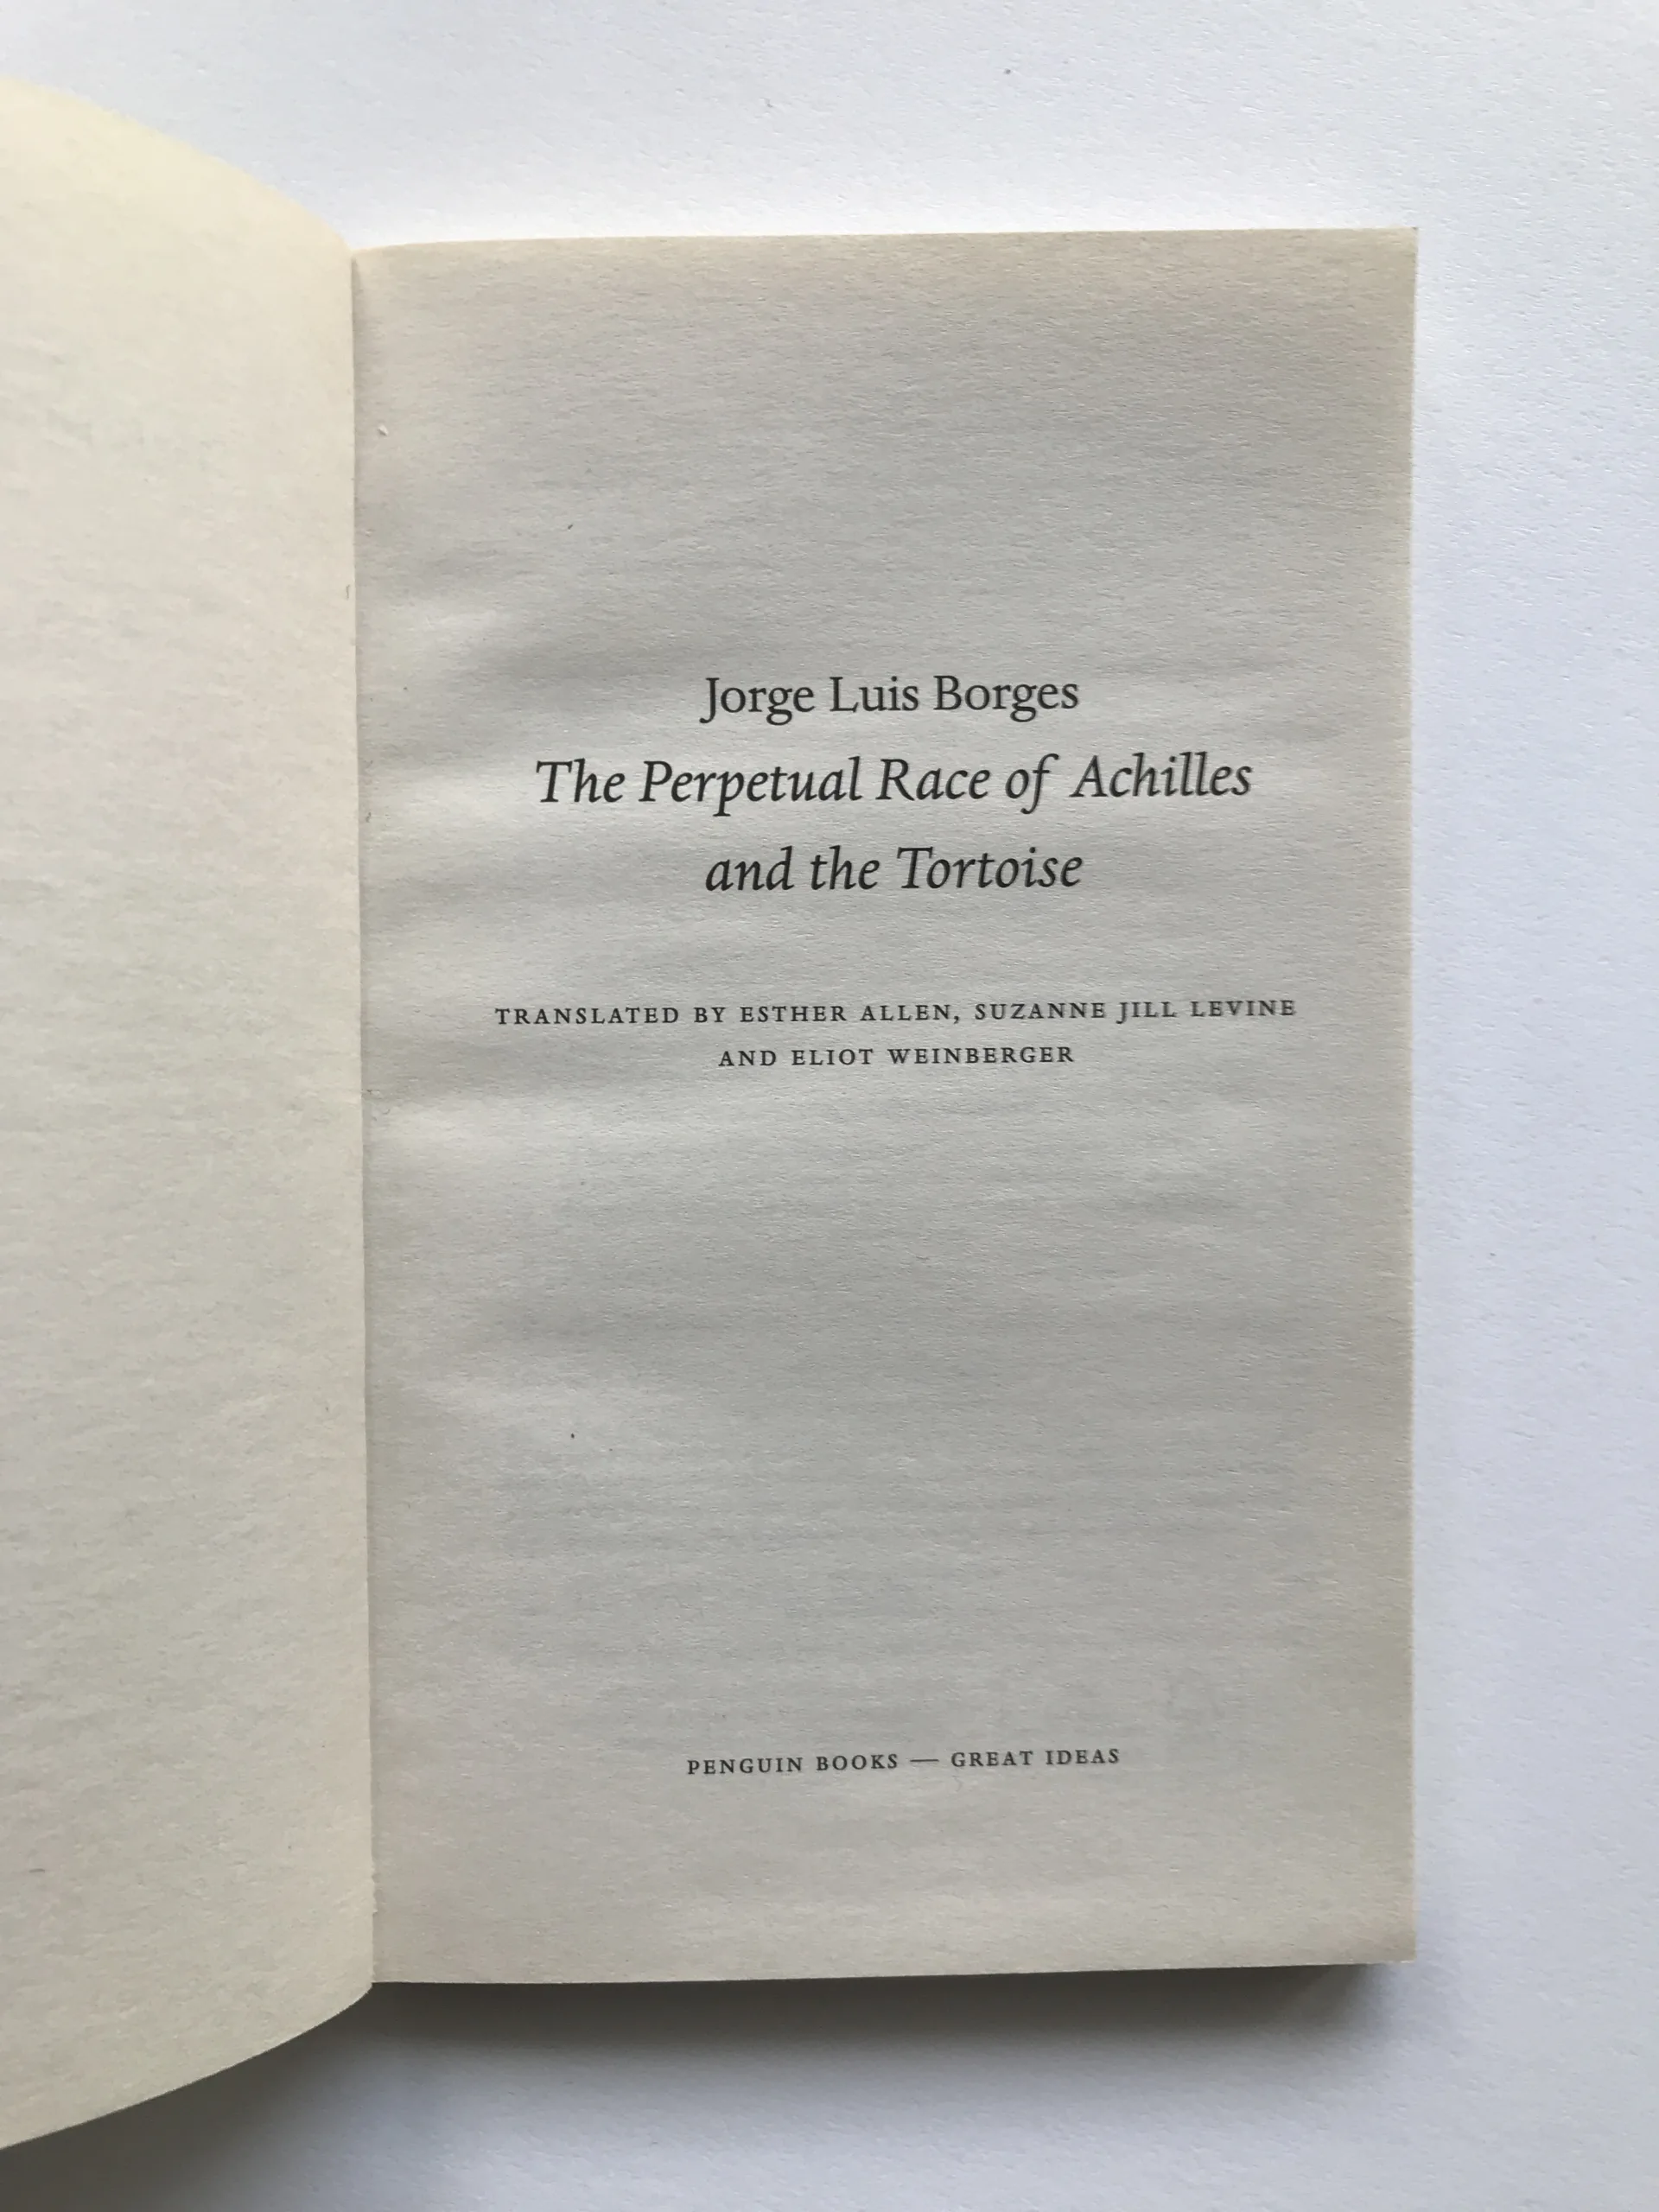 Jorge Luis Borges
The Perpetual Race of Achilles
and the Tortoise
TRANSLATED BY ESTHER ALLEN, SUZANNE JILL LEVINE
AND ELIOT WEINBERGER
PENGUIN BOOKS — GREAT IDEAS